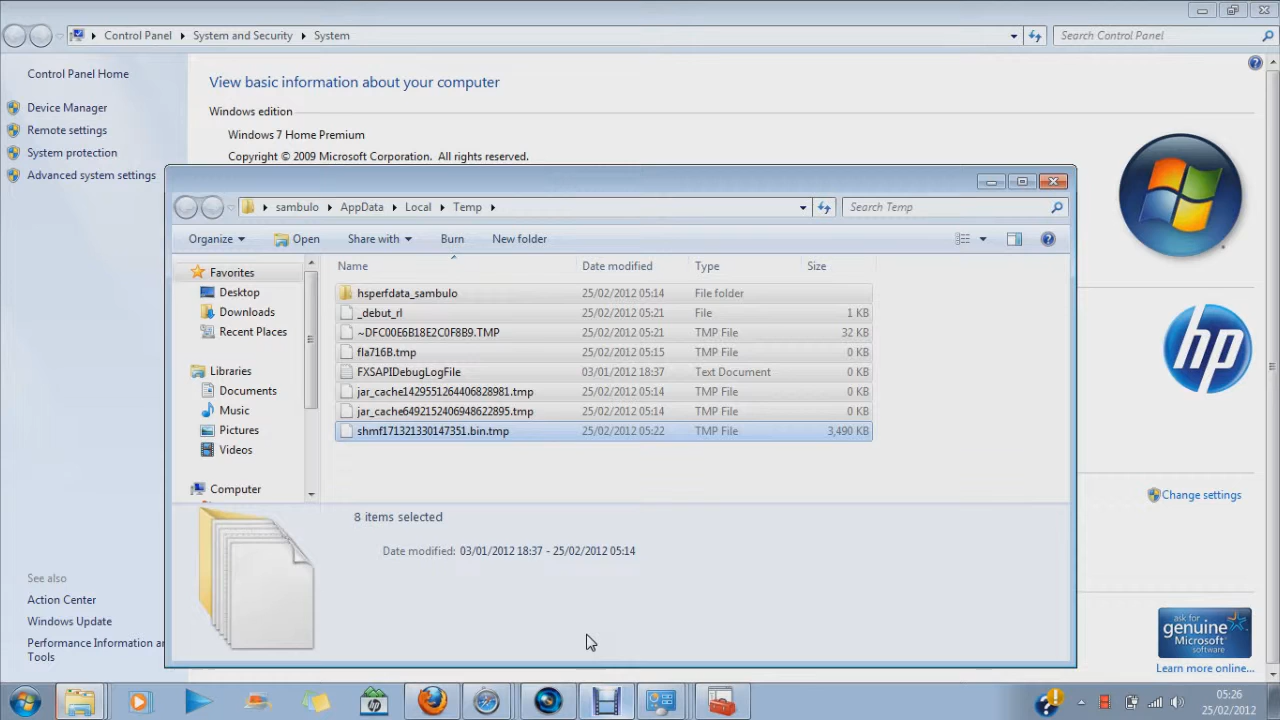 Control Panel System and Security System
Search Control Panel
Control Panel Home
Device Manager
Remote settings
System protection
Advanced system settings
View basic information about your computer
Windows edition
Windows 7 Home Premium
Copyright © 2009 Microsoft Corporation. All rights reserved.
sambulo AppData Local Temp
Search Temp
Organize Open Share with Burn New folder
Favorites
Desktop
Downloads
Recent Places
Libraries
Documents
Music
Pictures
Videos
Computer
Name Date modified Type Size
hsperfdata_sambulo 25/02/2012 05:14 File folder
_debut_rl 25/02/2012 05:21 File 1 KB
~DFC00E6B18E2C0F8B9.TMP 25/02/2012 05:21 TMP File 32 KB
fla716B.tmp 25/02/2012 05:15 TMP File 0 KB
FXSAPIDebugLogFile 03/01/2012 18:37 Text Document 0 KB
jar_cache1429551264406828981.tmp 25/02/2012 05:14 TMP File 0 KB
jar_cache6492152406948622895.tmp 25/02/2012 05:14 TMP File 0 KB
shmf171321330147351.bin.tmp 25/02/2012 05:22 TMP File 3,490 KB
8 items selected
Date modified: 03/01/2012 18:37 - 25/02/2012 05:14
hp
Change settings
ask for
genuine
Microsoft
software
Learn more online...
See also
Action Center
Windows Update
Performance Information an
Tools
05:26
25/02/2012